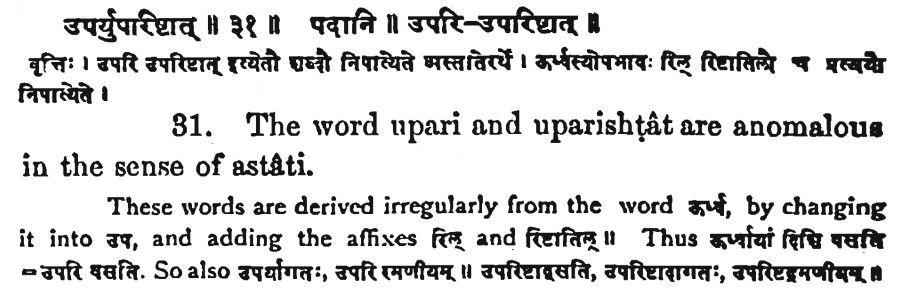 उपर्युपरिष्टात् ॥ ३१ ॥ पदानि ॥ उपरि-उपरिष्टात् ॥
वृत्तिः । उपरि उपरिष्टात् इत्येतौ शब्दौ निपात्येते अस्ततेरर्थे । ऊर्ध्वस्योपभावः रिल् रिष्टातिलौ च प्रत्ययौ
निपात्येते ।
31. The word upari and uparishṭât are anomalous
in the sense of astâti.
These words are derived irregularly from the word ऊर्ध्व, by changing
it into उप, and adding the affixes रिल् and रिष्टातिल् ॥ Thus ऊर्ध्वायां दिशि वसति
= उपरि वसति. So also उपर्यागतः, उपरि रमणीयम् ॥ उपरिष्टाद्वसति, उपरिष्टादागतः, उपरिष्टाद्रमणीयम् ॥